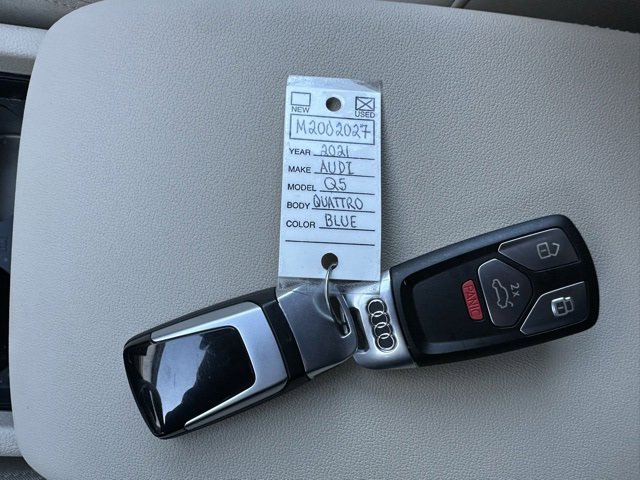 NEW USED
M2002027
YEAR 2021
MAKE AUDI
MODEL Q5
BODY QUATTRO
COLOR BLUE
PANIC
2x